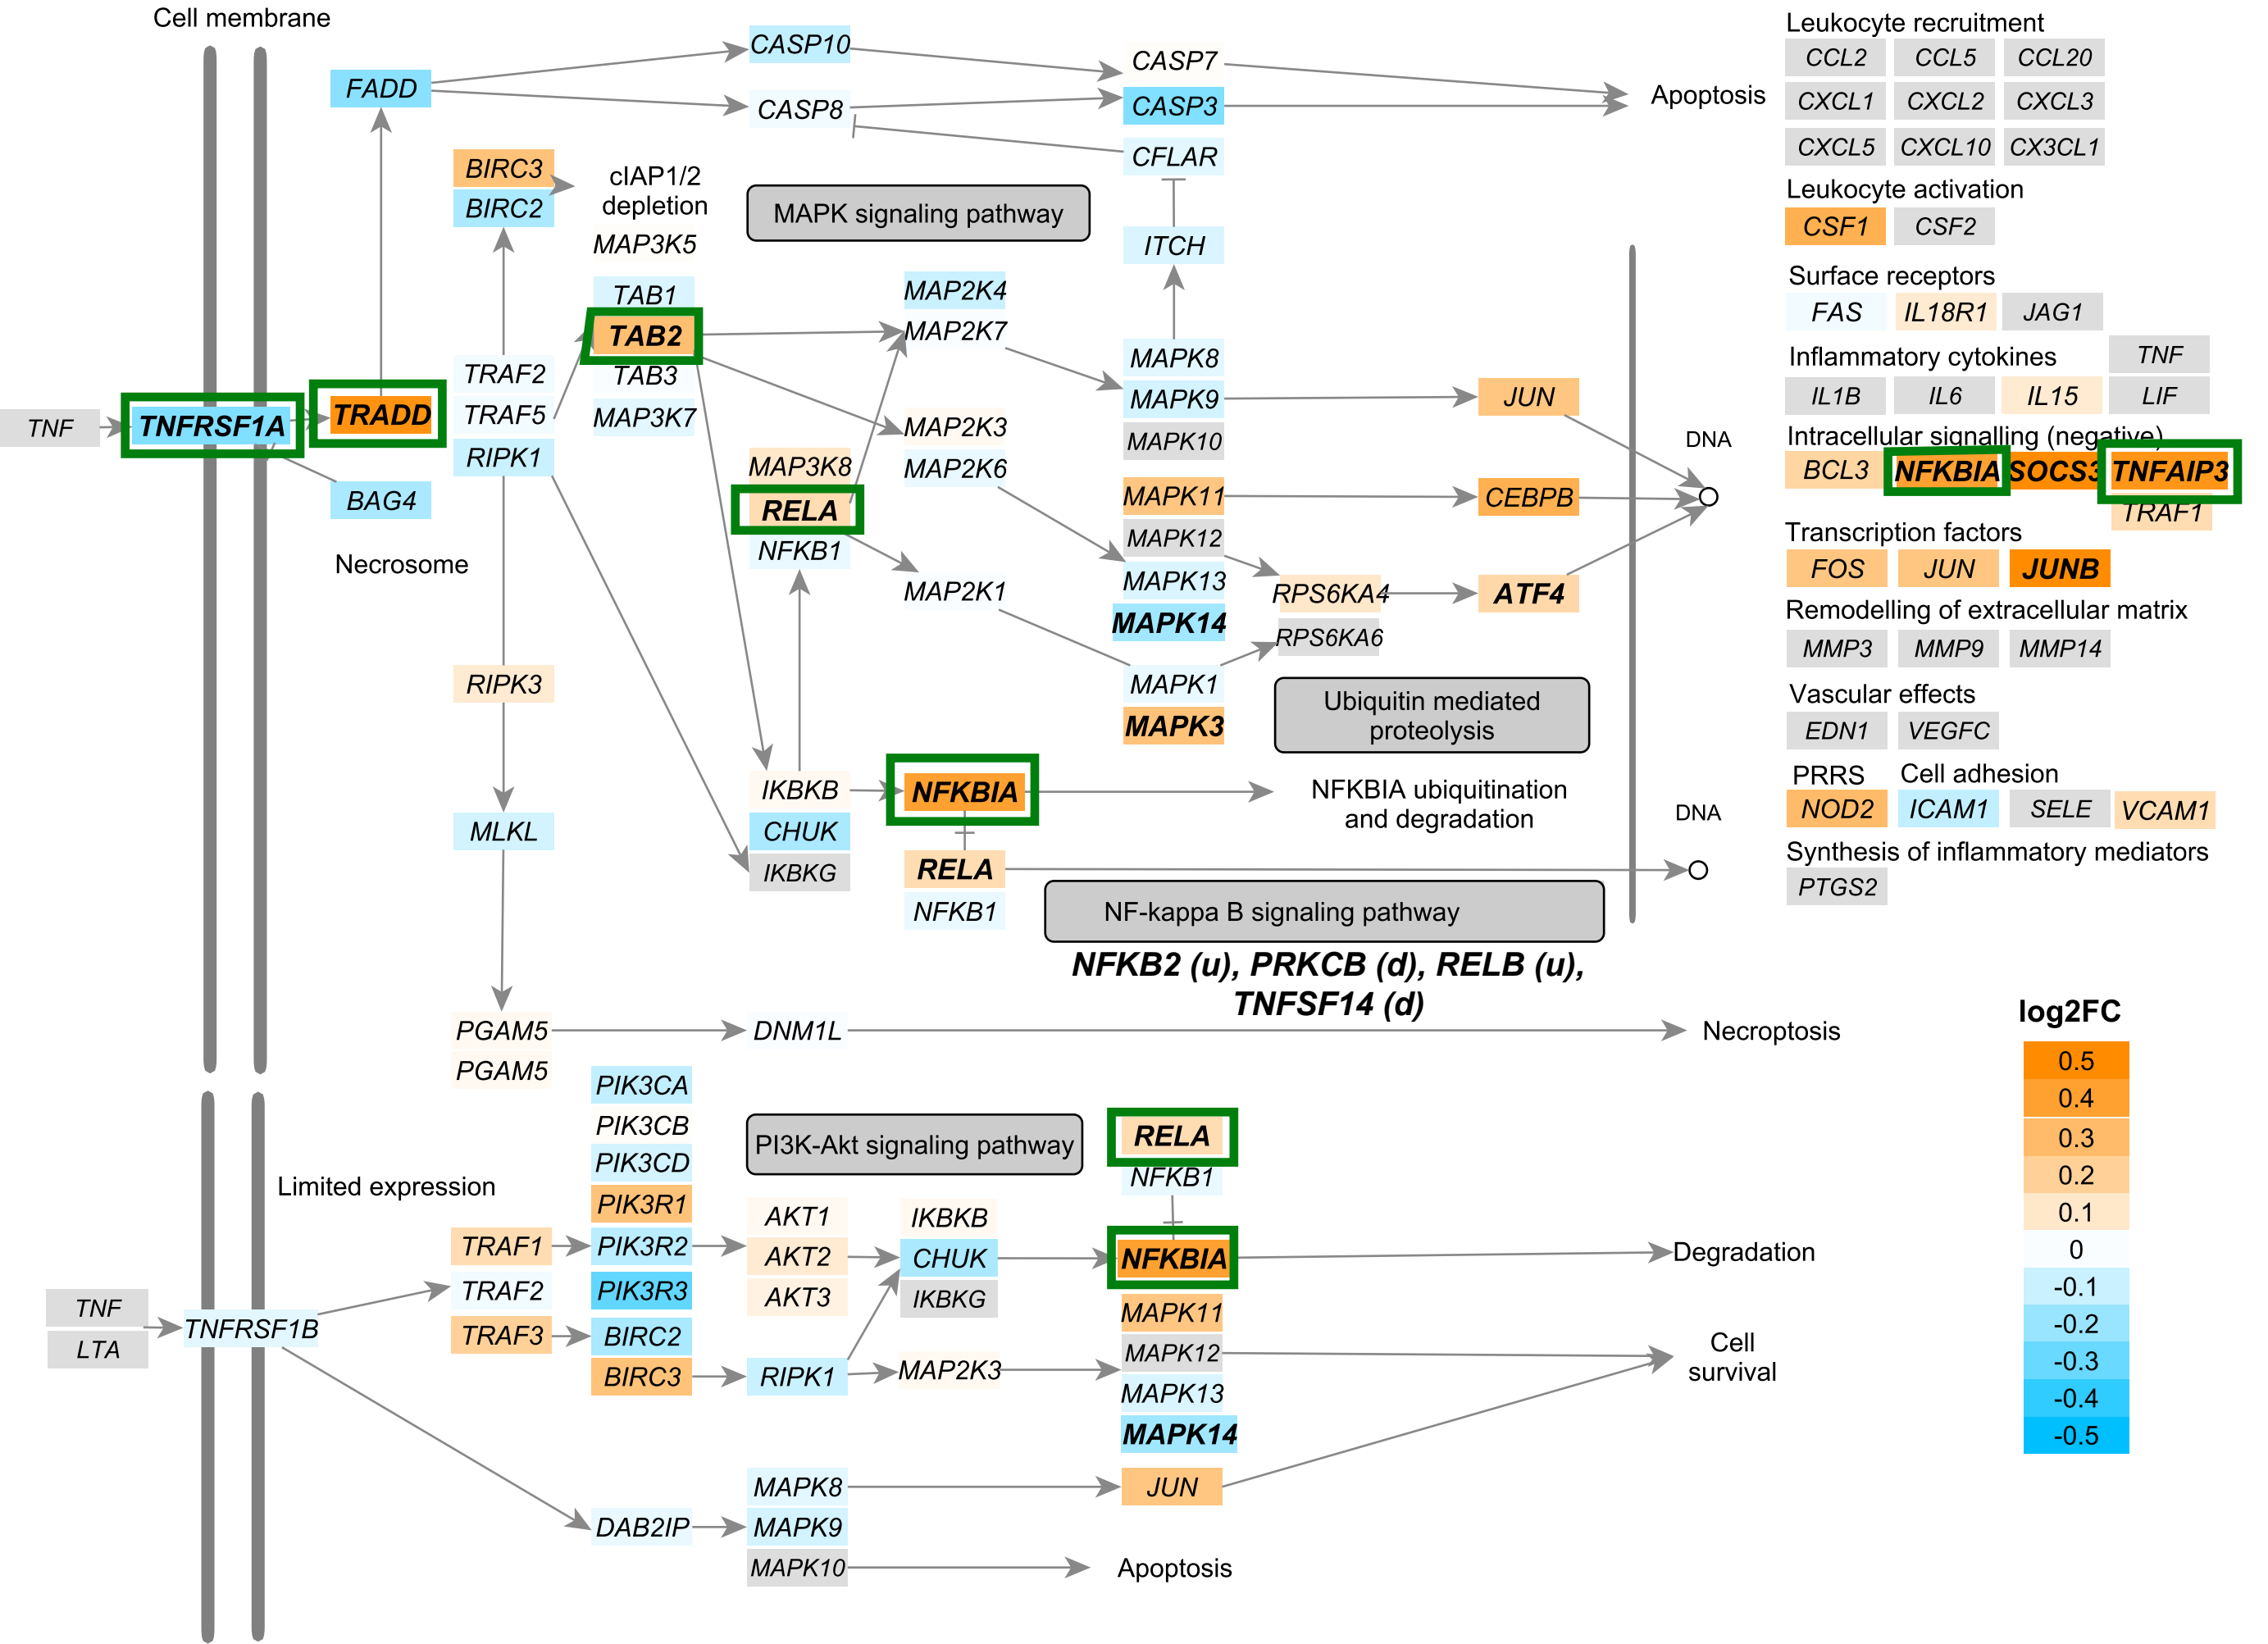 Cell membrane
FADD
CASP10
CASP8
CASP7
CASP3
Apoptosis
CFLAR
BIRC3
BIRC2
cIAP1/2
depletion
MAPK signaling pathway
MAP3K5
ITCH
TAB1
TAB2
TAB3
MAP3K7
MAP2K4
MAP2K7
TRAF2
TRAF5
RIPK1
TNF
TNFRSF1A
TRADD
BAG4
MAP2K3
MAP2K6
MAPK8
MAPK9
MAPK10
JUN
DNA
MAP3K8
RELA
NFKB1
MAPK11
MAPK12
MAPK13
MAPK14
CEBPB
Necrosome
MAP2K1
RPS6KA4
RPS6KA6
ATF4
RIPK3
MAPK1
MAPK3
Ubiquitin mediated
proteolysis
MLKL
IKBKB
CHUK
IKBKG
NFKBIA
NFKBIA ubiquitination
and degradation
DNA
RELA
NFKB1
NF-kappa B signaling pathway
NFKB2 (u), PRKCB (d), RELB (u),
TNFSF14 (d)
PGAM5
PGAM5
DNM1L
Necroptosis
PIK3CA
PIK3CB
PIK3CD
PIK3R1
PIK3R2
PIK3R3
BIRC2
BIRC3
PI3K-Akt signaling pathway
Limited expression
TRAF1
TRAF2
TRAF3
AKT1
AKT2
AKT3
RIPK1
IKBKB
CHUK
IKBKG
MAP2K3
RELA
NFKB1
NFKBIA
Degradation
MAPK11
MAPK12
MAPK13
MAPK14
JUN
Cell
survival
TNF
LTA
TNFRSF1B
DAB2IP
MAPK8
MAPK9
MAPK10
Apoptosis
Leukocyte recruitment
CCL2 CCL5 CCL20
CXCL1 CXCL2 CXCL3
CXCL5 CXCL10 CX3CL1
Leukocyte activation
CSF1 CSF2
Surface receptors
FAS IL18R1 JAG1
Inflammatory cytokines TNF
IL1B IL6 IL15 LIF
Intracellular signalling (negative)
BCL3 NFKBIA SOCS3 TNFAIP3
TRAF1
Transcription factors
FOS JUN JUNB
Remodelling of extracellular matrix
MMP3 MMP9 MMP14
Vascular effects
EDN1 VEGFC
PRRS Cell adhesion
NOD2 ICAM1 SELE VCAM1
Synthesis of inflammatory mediators
PTGS2
log2FC
0.5
0.4
0.3
0.2
0.1
0
-0.1
-0.2
-0.3
-0.4
-0.5